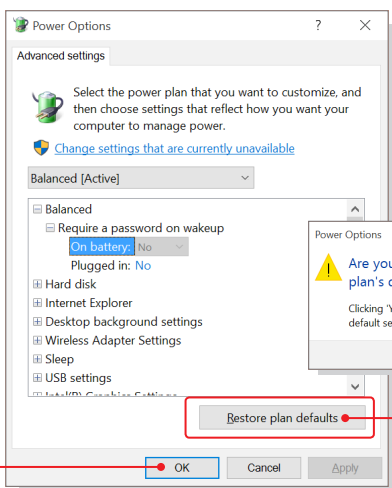 Power Options
?
Advanced settings
Select the power plan that you want to customize, and
then choose settings that reflect how you want your
computer to manage power.
Change settings that are currently unavailable
Balanced [Active]
Balanced
Require a password on wakeup
On battery: No
Plugged in: No
Hard disk
Internet Explorer
Desktop background settings
Wireless Adapter Settings
Sleep
USB settings
Power Options
Are you
plan's
Clicking
default
Restore plan defaults
OK
Cancel
Apply